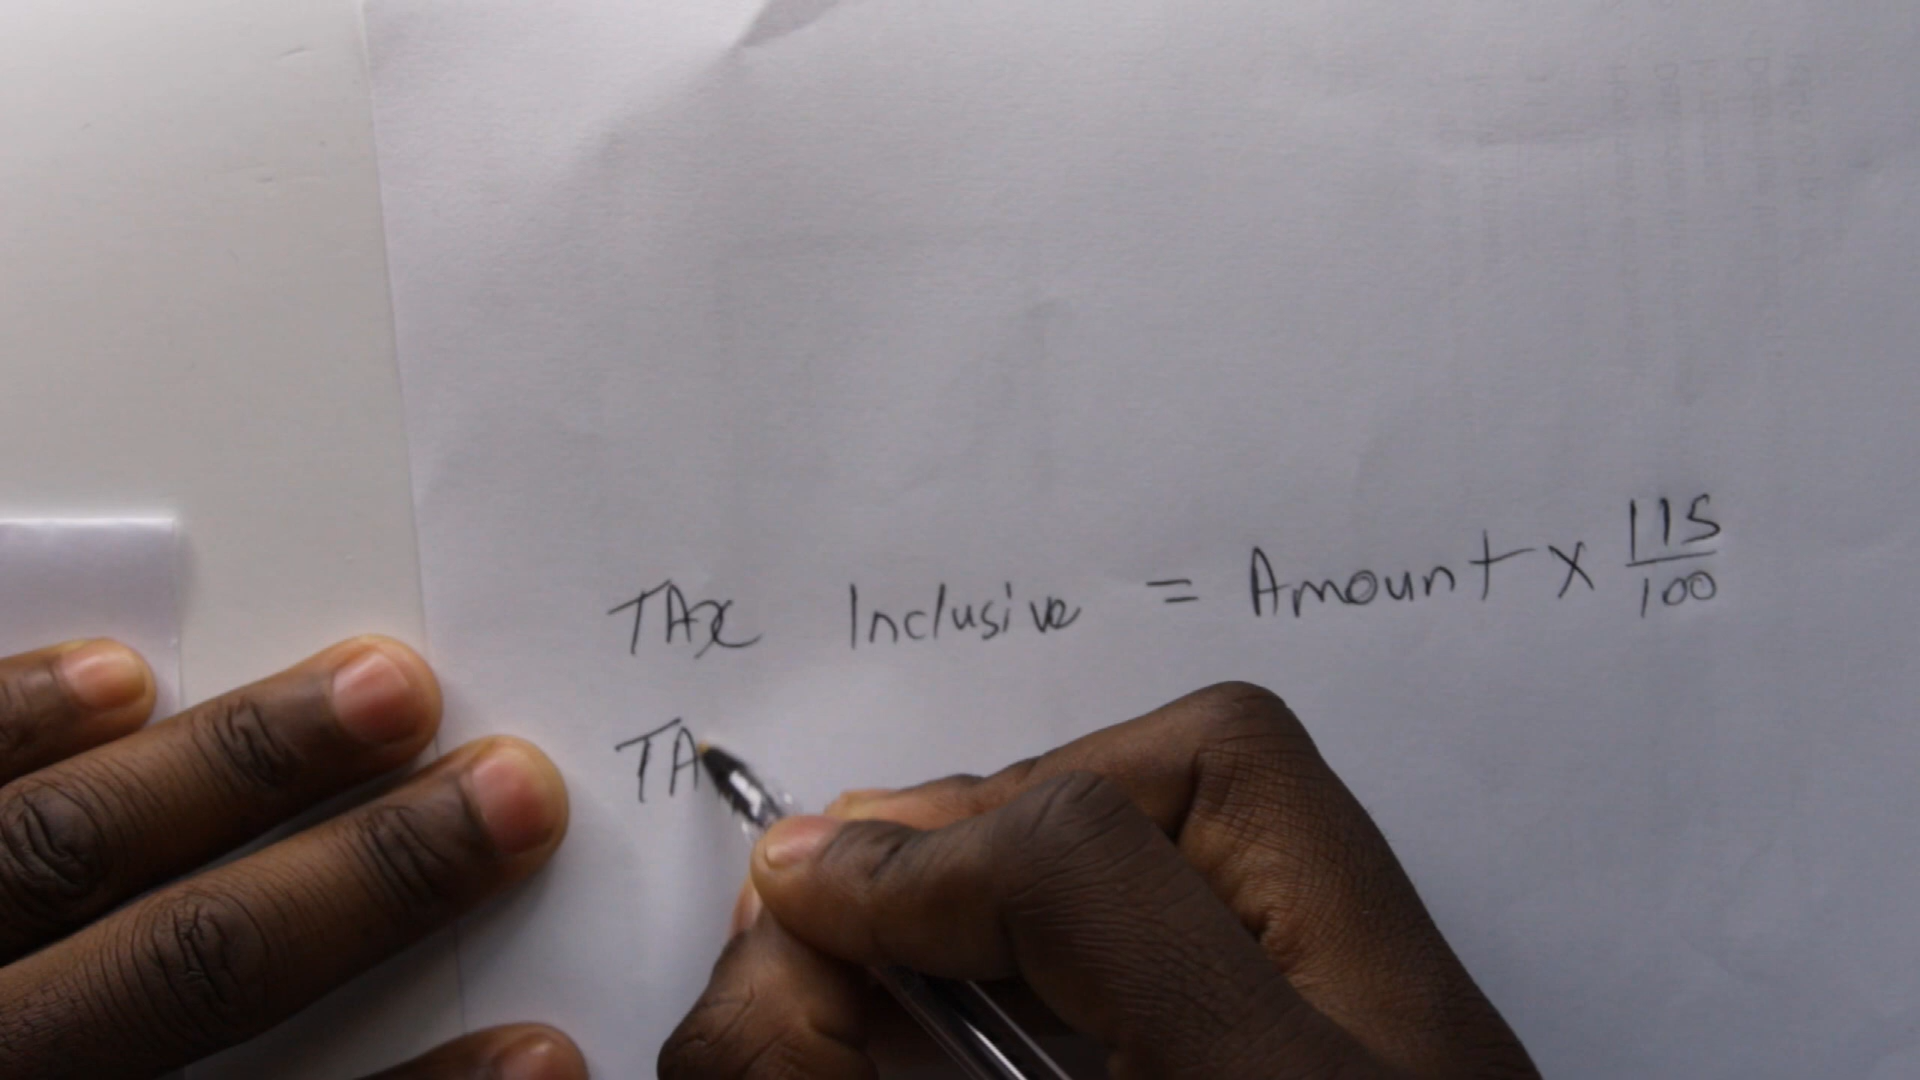 TAx Inclusive = Amount x 115/100
TA